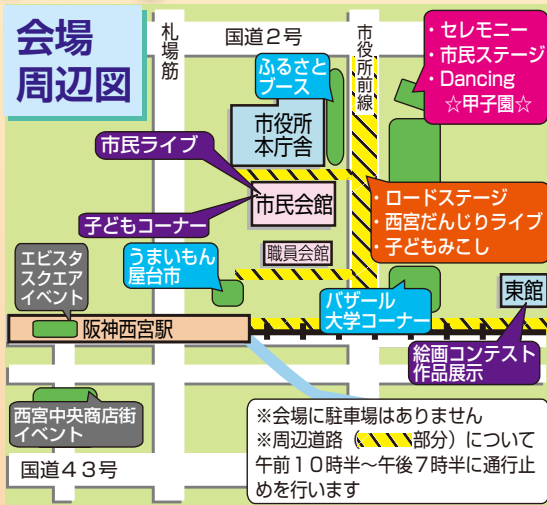 会場
周辺図
札場筋
国道２号
市役所前線
・セレモニー
・市民ステージ
・Dancing
☆甲子園☆
ふるさと
ブース
市役所
本庁舎
市民ライブ
市民会館
子どもコーナー
・ロードステージ
・西宮だんじりライブ
・子どもみこし
職員会館
エビスタ
スクエア
イベント
うまいもん
屋台市
バザール
大学コーナー
東館
阪神西宮駅
絵画コンテスト
作品展示
西宮中央商店街
イベント
国道４３号
※会場に駐車場はありません
※周辺道路（部分）について
午前１０時半～午後７時半に通行止
めを行います